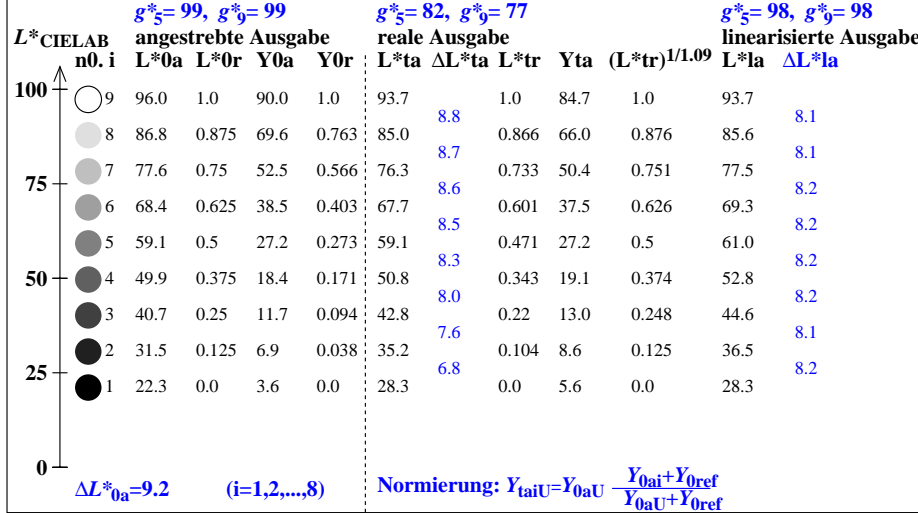 g*5= 99, g*9= 99 g*5= 82, g*9= 77 g*5= 98, g*9= 98
L*CIELAB angestrebte Ausgabe reale Ausgabe linearisierte Ausgabe
n0. i L*0a L*0r Y0a Y0r L*ta ΔL*ta L*tr Yta (L*tr)1/1.09 L*la ΔL*la
100 9 96.0 1.0 90.0 1.0 93.7 1.0 84.7 1.0 93.7
8.8 8.1
8 86.8 0.875 69.6 0.763 85.0 0.866 66.0 0.876 85.6
8.7 8.1
7 77.6 0.75 52.5 0.566 76.3 0.733 50.4 0.751 77.5
75
8.6 8.2
6 68.4 0.625 38.5 0.403 67.7 0.601 37.5 0.626 69.3
8.5 8.2
5 59.1 0.5 27.2 0.273 59.1 0.471 27.2 0.5 61.0
8.3 8.2
50 4 49.9 0.375 18.4 0.171 50.8 0.343 19.1 0.374 52.8
8.0 8.2
3 40.7 0.25 11.7 0.094 42.8 0.22 13.0 0.248 44.6
7.6 8.1
2 31.5 0.125 6.9 0.038 35.2 0.104 8.6 0.125 36.5
6.8 8.2
25
1 22.3 0.0 3.6 0.0 28.3 0.0 5.6 0.0 28.3
0
ΔL*0a=9.2 (i=1,2,...,8) Normierung: YtaiU=Y0aU Y0ai+Y0ref
Y0aU+Y0ref